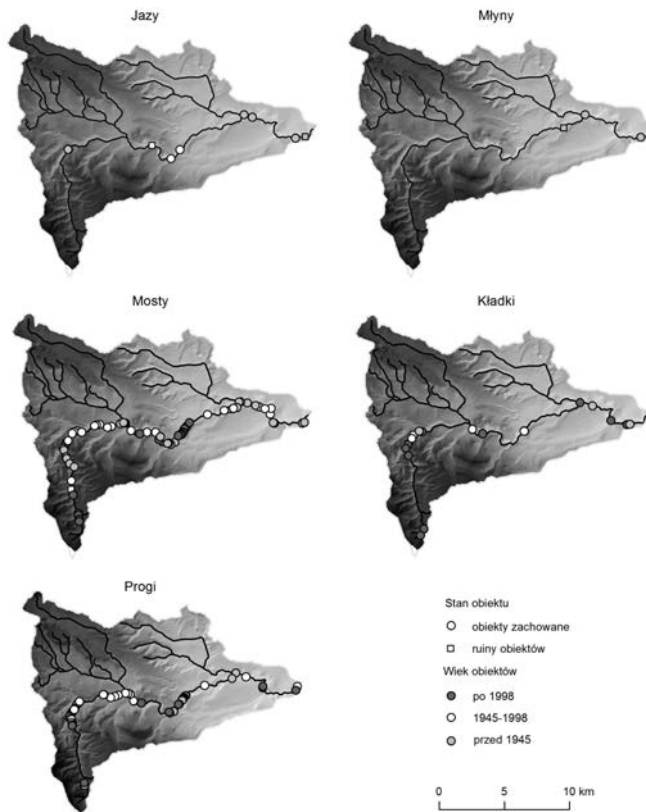 Jazy
Młyny
Mosty
Kładki
Progi
Stan obiektu
obiekty zachowane
ruiny obiektów
Wiek obiektów
po 1998
1945-1998
przed 1945
0 5 10 km